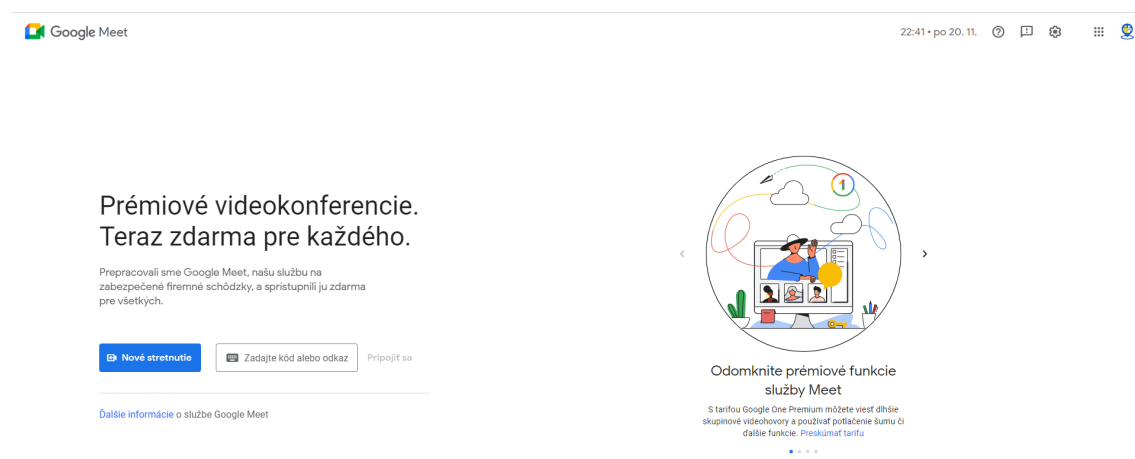 Google Meet
22:41 • po 20. 11.
Prémiové videokonferencie.
Teraz zdarma pre každého.
Prepracovali sme Google Meet, našu službu na
zabezpečené firemné schôdzky, a sprístupnili ju zdarma
pre všetkých.
Nové stretnutie
Zadajte kód alebo odkaz
Pripojiť sa
Ďalšie informácie o službe Google Meet
1
Odomknite prémiové funkcie
služby Meet
S tarifou Google One Premium môžete viesť dlhšie
skupinové videohovory a používať potlačenie šumu či
ďalšie funkcie. Preskúmať tarifu